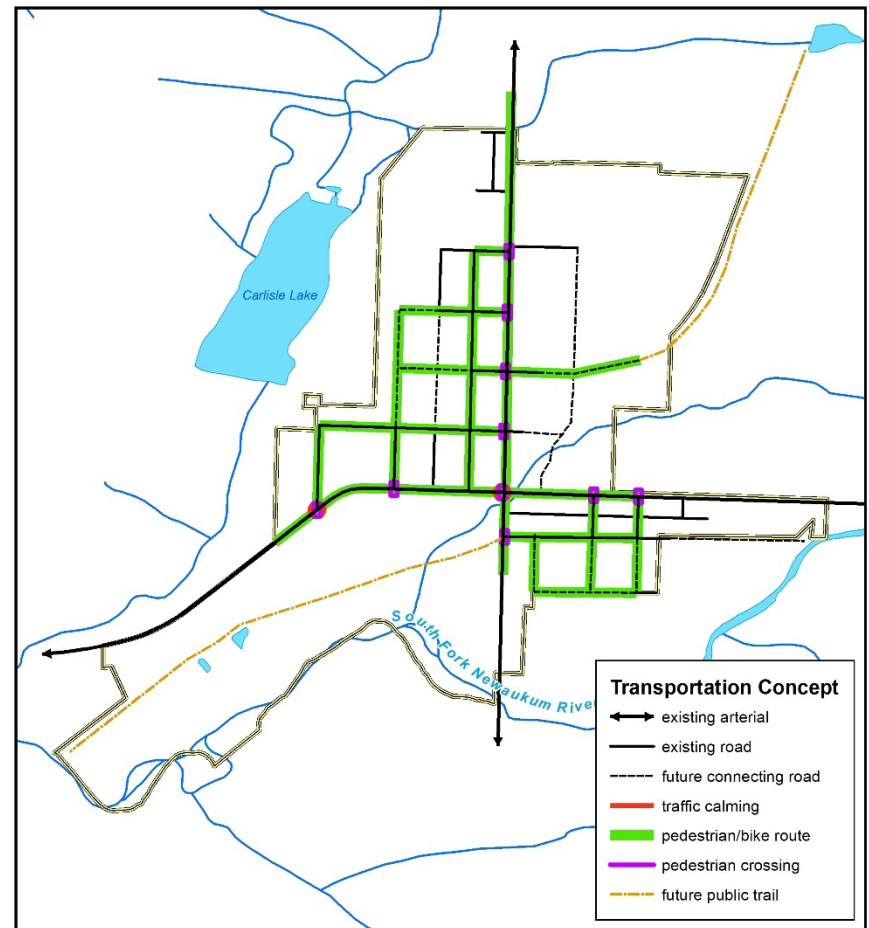 Carlisle Lake
South Fork Newaukum River
Transportation Concept
existing arterial
existing road
future connecting road
traffic calming
pedestrian/bike route
pedestrian crossing
future public trail